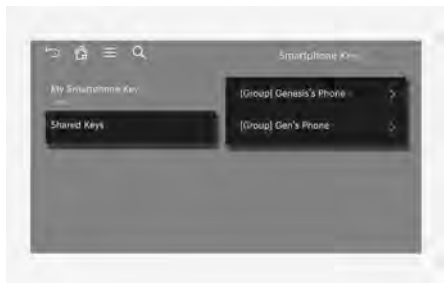 Smartphone Key
My Smartphone Key
Shared Keys
[Group] Genesis's Phone
[Group] Gen's Phone